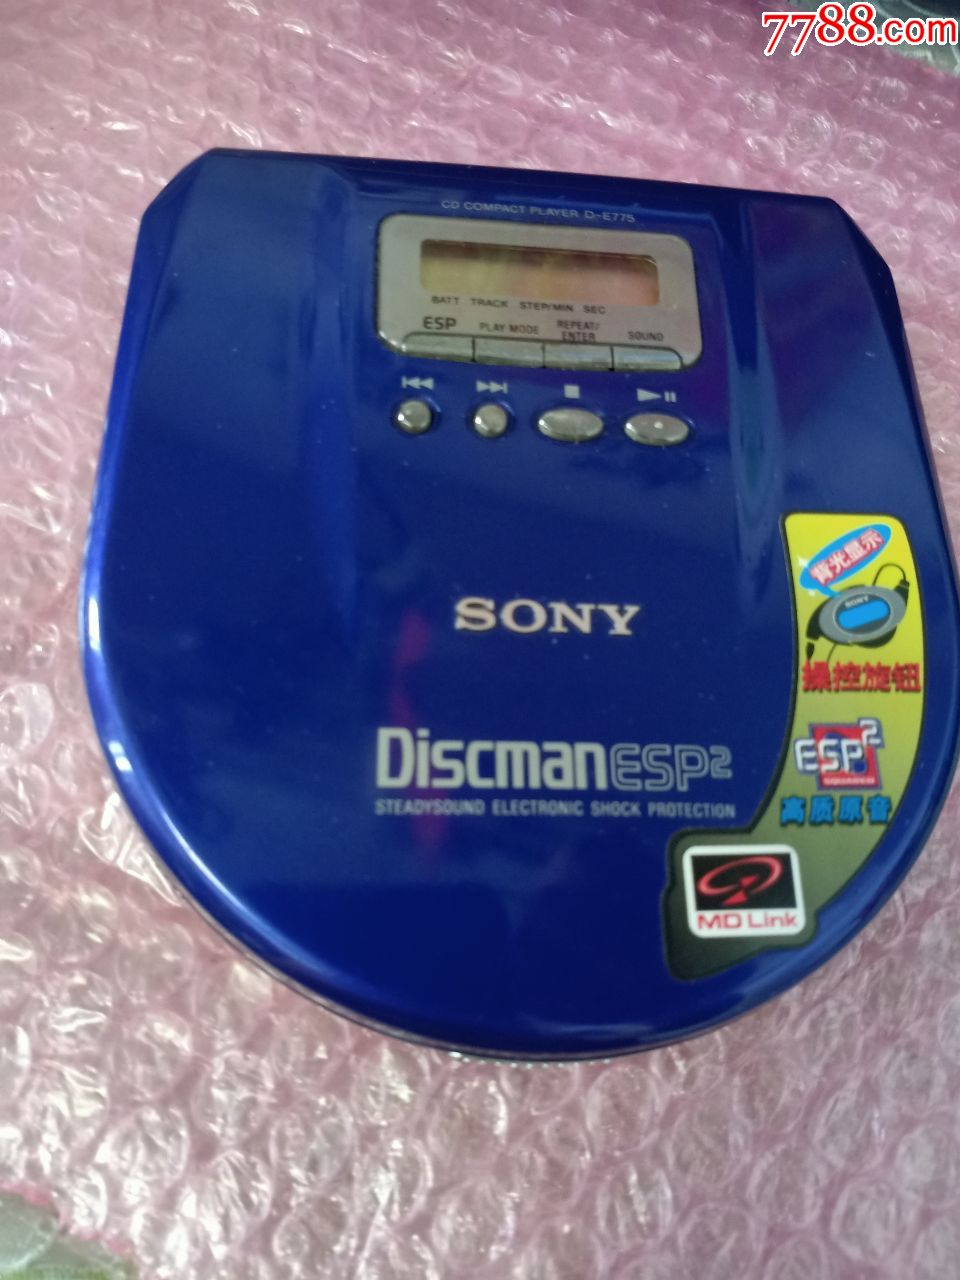 7788.com
CD COMPACT PLAYER D-E775
BATT TRACK STEP/MIN SEC
ESP PLAY MODE REPEAT/ENTER SOUND
SONY
背光显示
SONY
操控旋钮
DiscmanESP2
STEADYSOUND ELECTRONIC SHOCK PROTECTION
ESP2
SQUARED
高质原音
MD Link